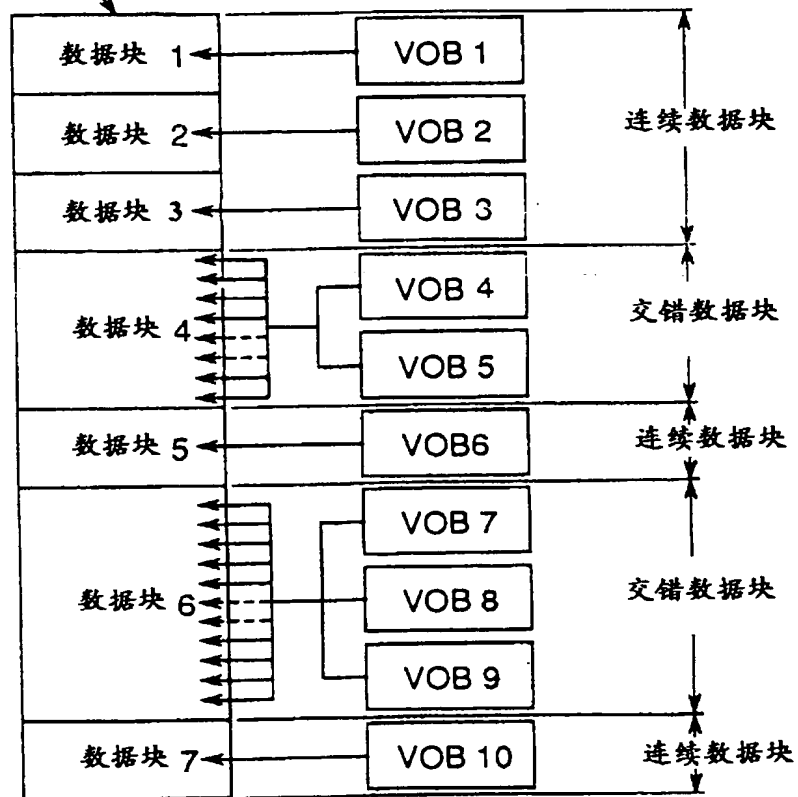 数据块 1
VOB 1
数据块 2
VOB 2
连续数据块
数据块 3
VOB 3
数据块 4
VOB 4
交错数据块
VOB 5
数据块 5
VOB6
连续数据块
数据块 6
VOB 7
VOB 8
交错数据块
VOB 9
数据块 7
VOB 10
连续数据块